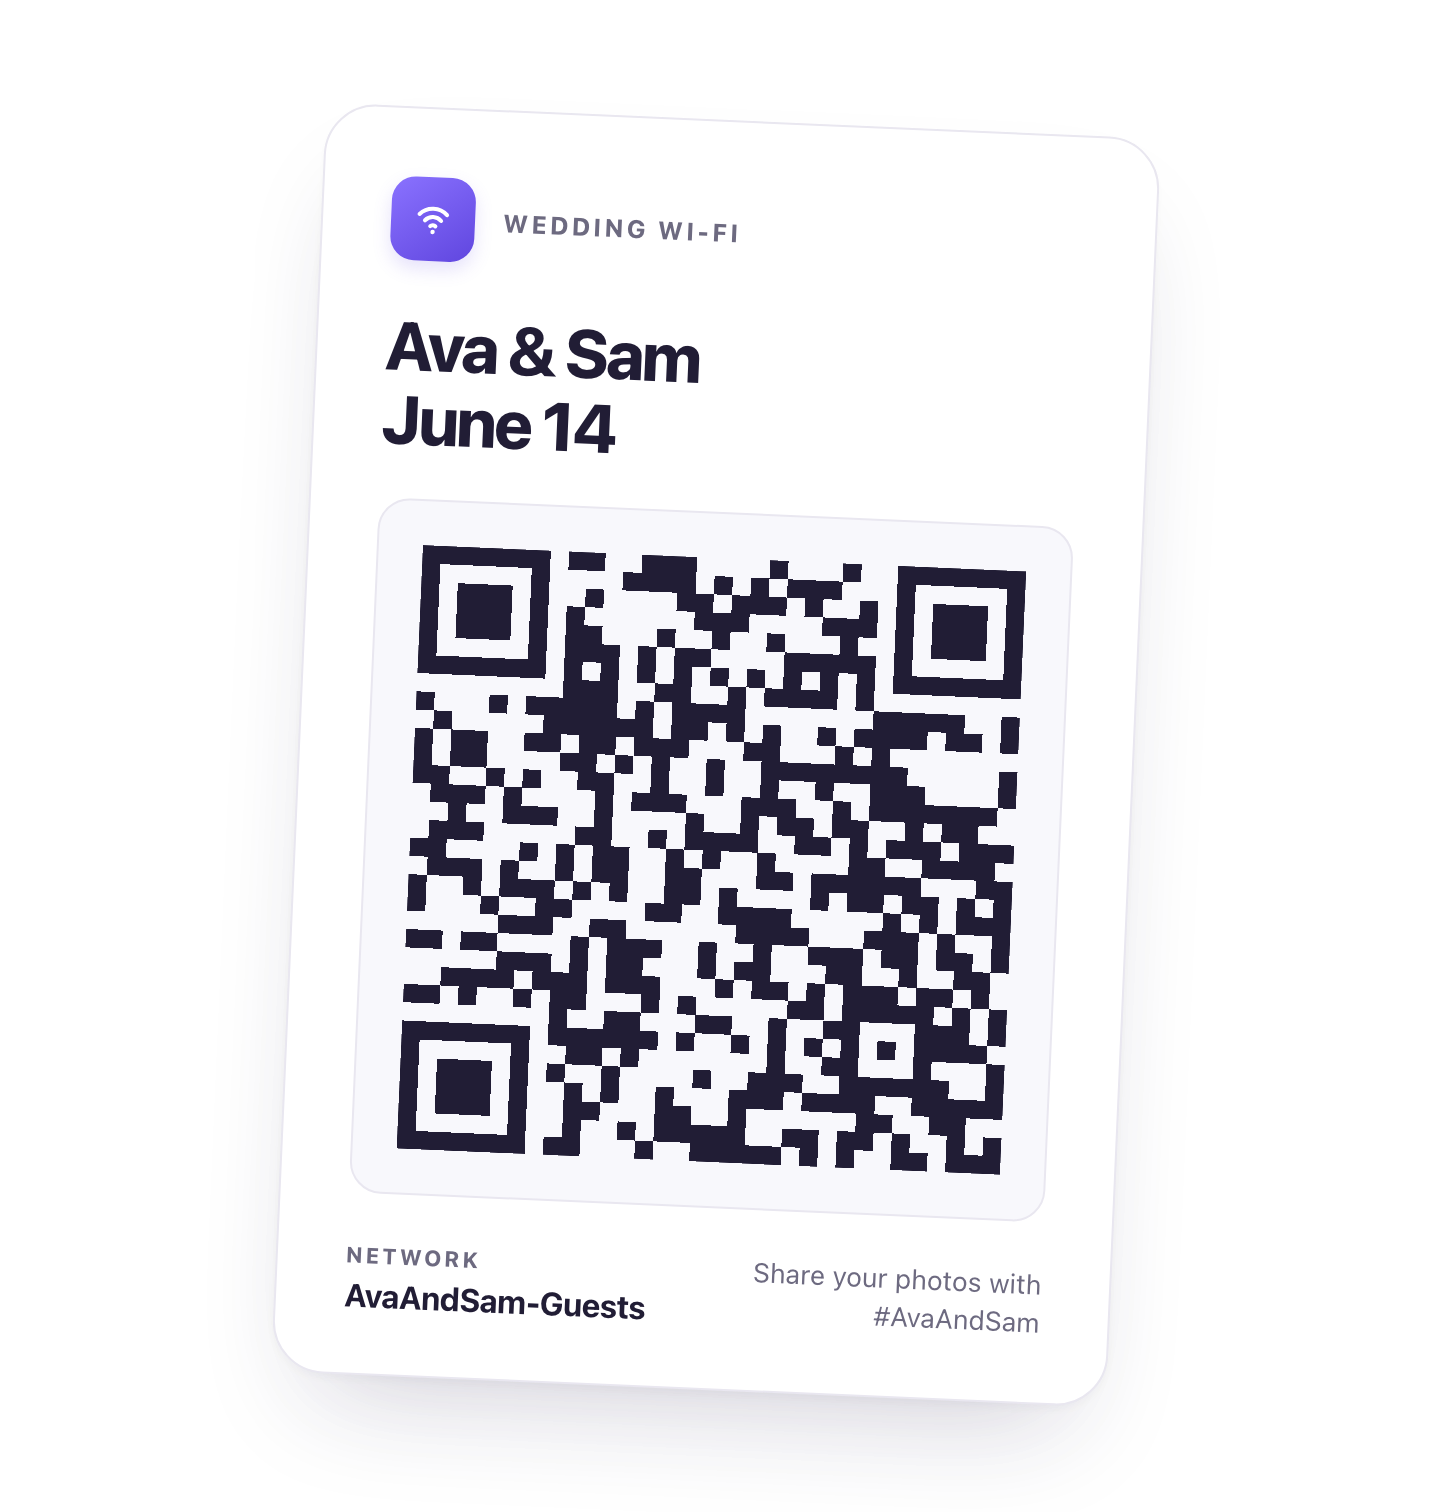 WEDDING WI-FI
Ava & Sam
June 14
NETWORK
AvaAndSam-Guests
Share your photos with
#AvaAndSam